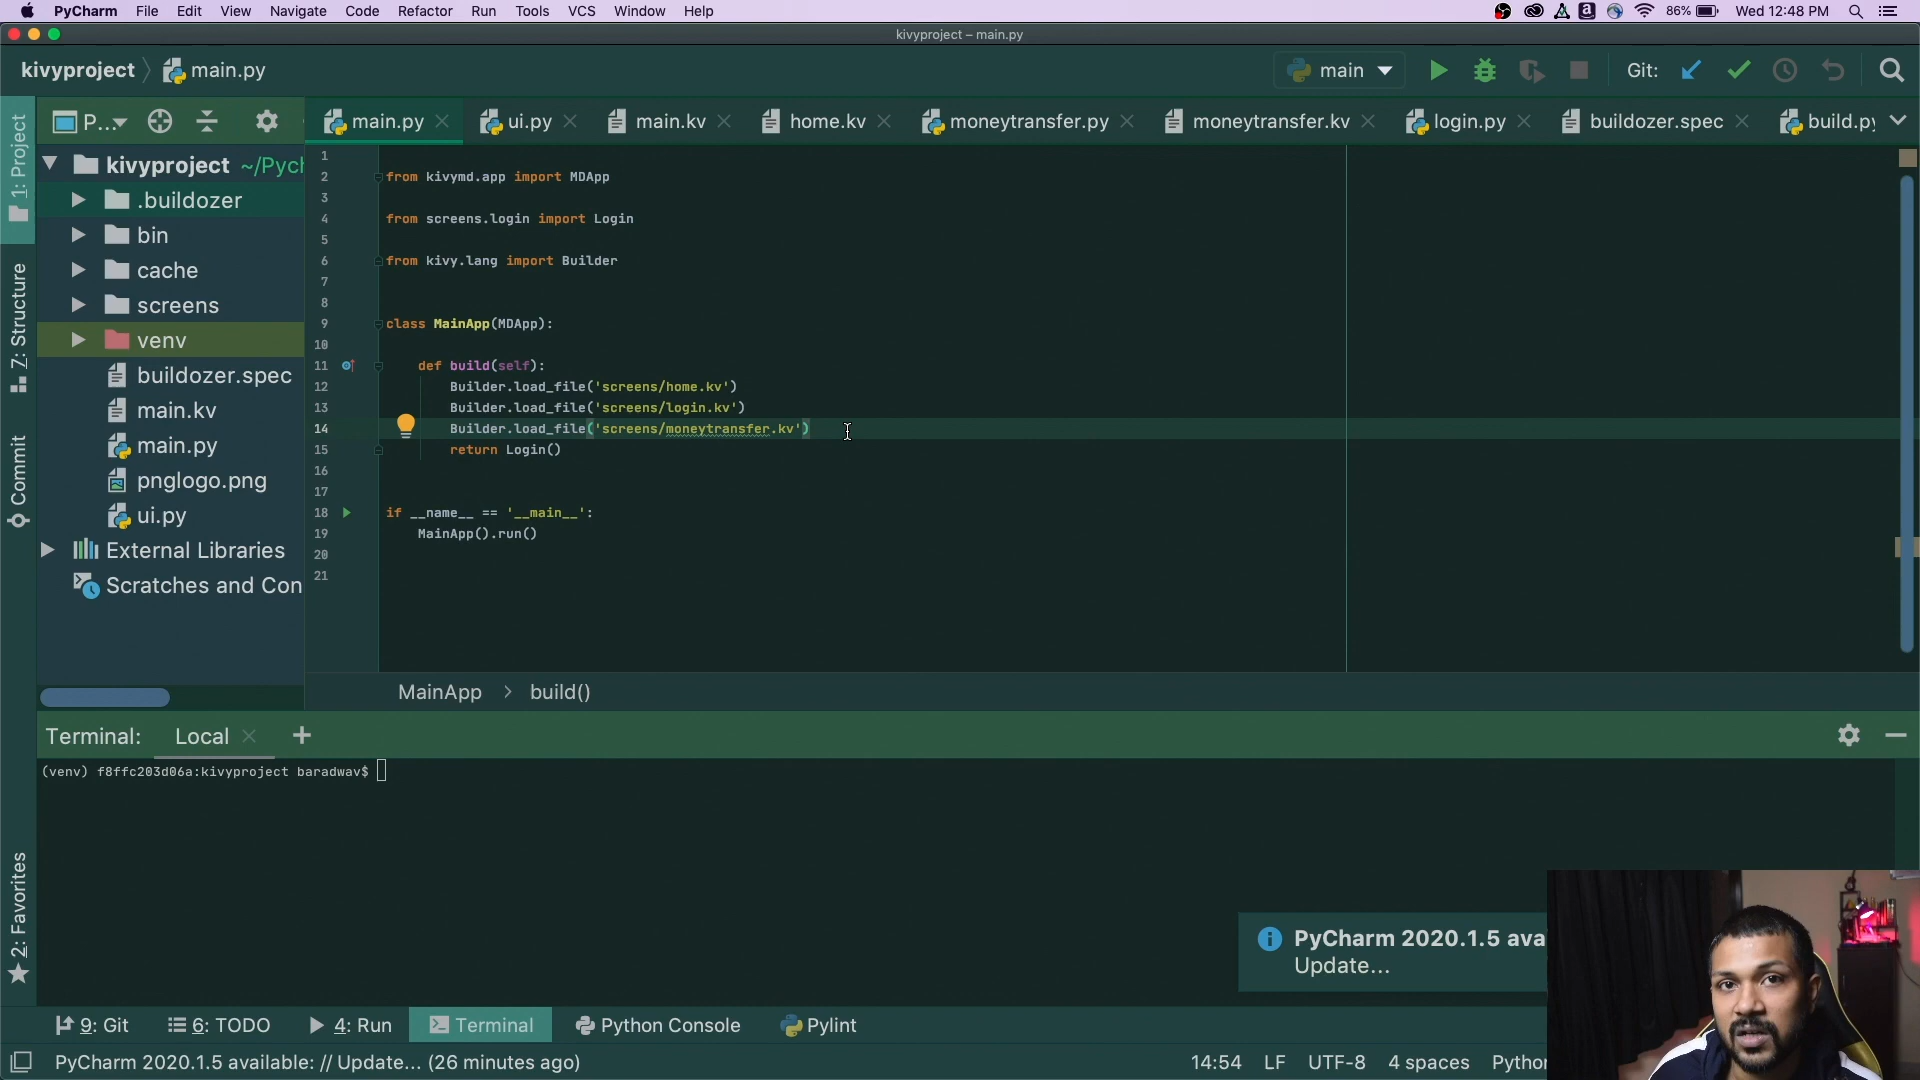 PyCharm File Edit View Navigate Code Refactor Run Tools VCS Window Help 86% Wed 12:48 PM
kivyproject – main.py
kivyproject main.py main Git:
P... main.py ui.py main.kv home.kv moneytransfer.py moneytransfer.kv login.py buildozer.spec build.py
1: Project
7: Structure
Commit
2: Favorites
kivyproject ~/Pych
.buildozer
bin
cache
screens
venv
buildozer.spec
main.kv
main.py
pnglogo.png
ui.py
External Libraries
Scratches and Con
1
2 from kivymd.app import MDApp
3
4 from screens.login import Login
5
6 from kivy.lang import Builder
7
8
9 class MainApp(MDApp):
10
11 def build(self):
12 Builder.load_file('screens/home.kv')
13 Builder.load_file('screens/login.kv')
14 Builder.load_file('screens/moneytransfer.kv')
15 return Login()
16
17
18 if __name__ == '__main__':
19 MainApp().run()
20
21
MainApp > build()
Terminal: Local +
(venv) f8ffc203d06a:kivyproject baradwav$
PyCharm 2020.1.5 ava
Update...
9: Git 6: TODO 4: Run Terminal Python Console Pylint
PyCharm 2020.1.5 available: // Update... (26 minutes ago) 14:54 LF UTF-8 4 spaces Pytho